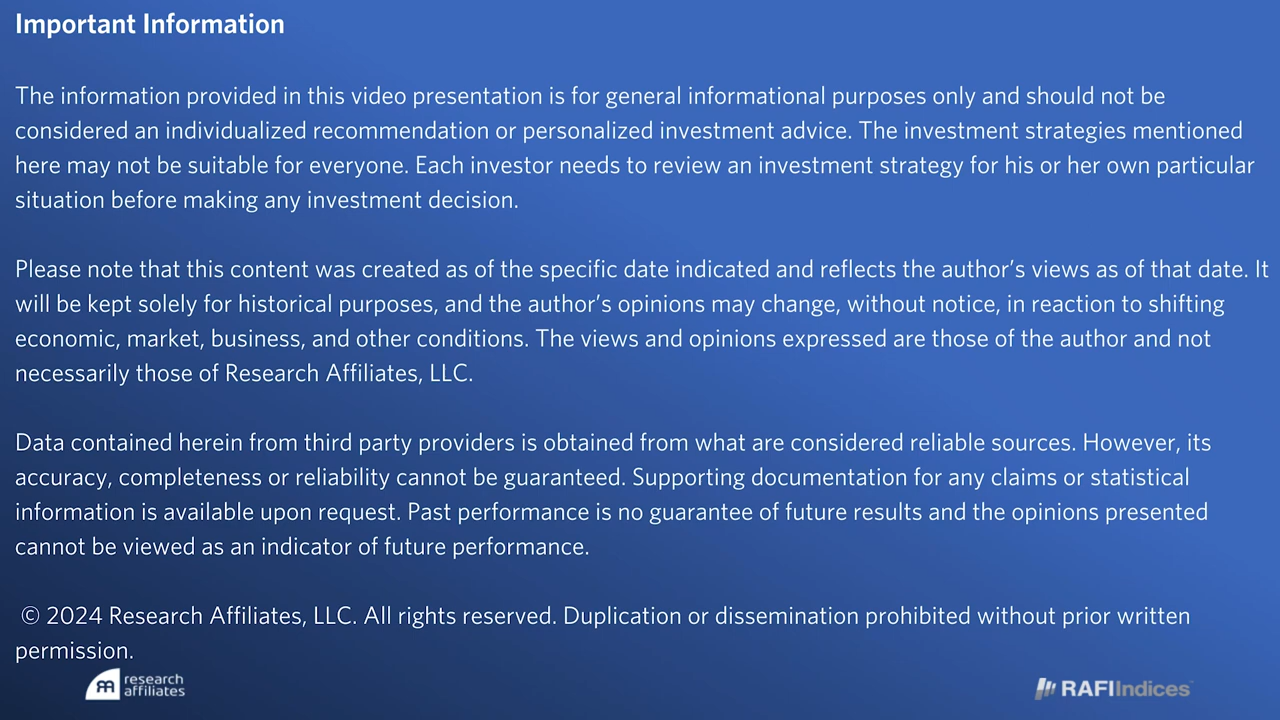 Important Information
The information provided in this video presentation is for general informational purposes only and should not be
considered an individualized recommendation or personalized investment advice. The investment strategies mentioned
here may not be suitable for everyone. Each investor needs to review an investment strategy for his or her own particular
situation before making any investment decision.
Please note that this content was created as of the specific date indicated and reflects the author’s views as of that date. It
will be kept solely for historical purposes, and the author’s opinions may change, without notice, in reaction to shifting
economic, market, business, and other conditions. The views and opinions expressed are those of the author and not
necessarily those of Research Affiliates, LLC.
Data contained herein from third party providers is obtained from what are considered reliable sources. However, its
accuracy, completeness or reliability cannot be guaranteed. Supporting documentation for any claims or statistical
information is available upon request. Past performance is no guarantee of future results and the opinions presented
cannot be viewed as an indicator of future performance.
© 2024 Research Affiliates, LLC. All rights reserved. Duplication or dissemination prohibited without prior written
permission.
research
affiliates
RAFI Indices